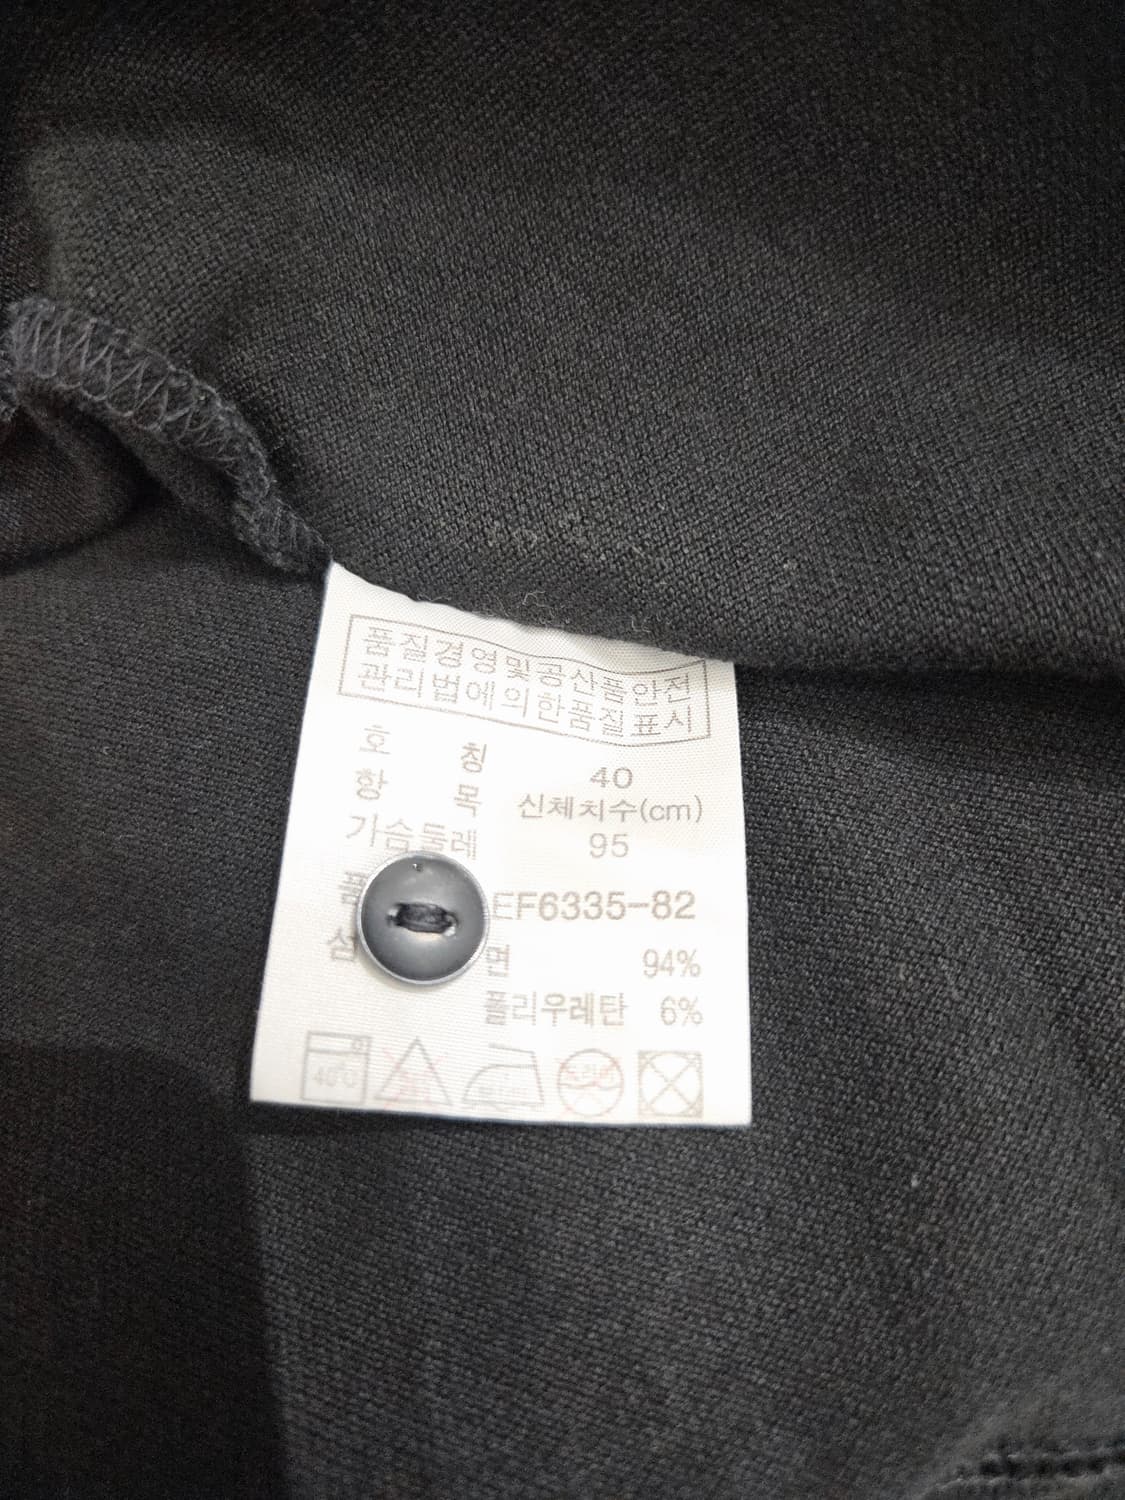 품질경영및공산품안전
관리법에의한품질표시
호 칭 40
항 목 신체치수(cm)
가슴둘레 95
EF6335-82
면 94%
폴리우레탄 6%
40°C